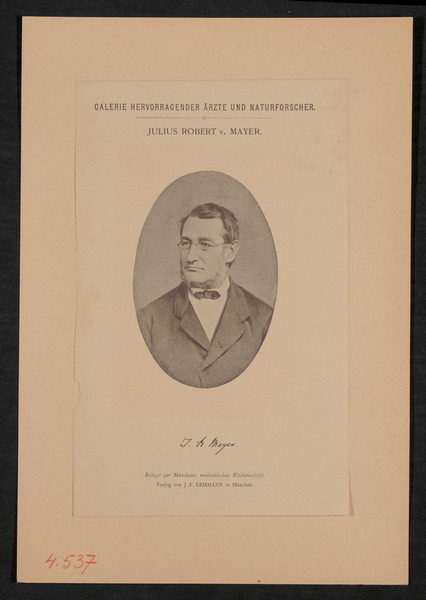 GALERIE HERVORRAGENDER ÄRZTE UND NATURFORSCHER.
JULIUS ROBERT v. MAYER.
J. R. Mayer.
Beilage zur Münchener medizinischen Wochenschrift.
Verlag von J. F. LEHMANN in München.
4.537